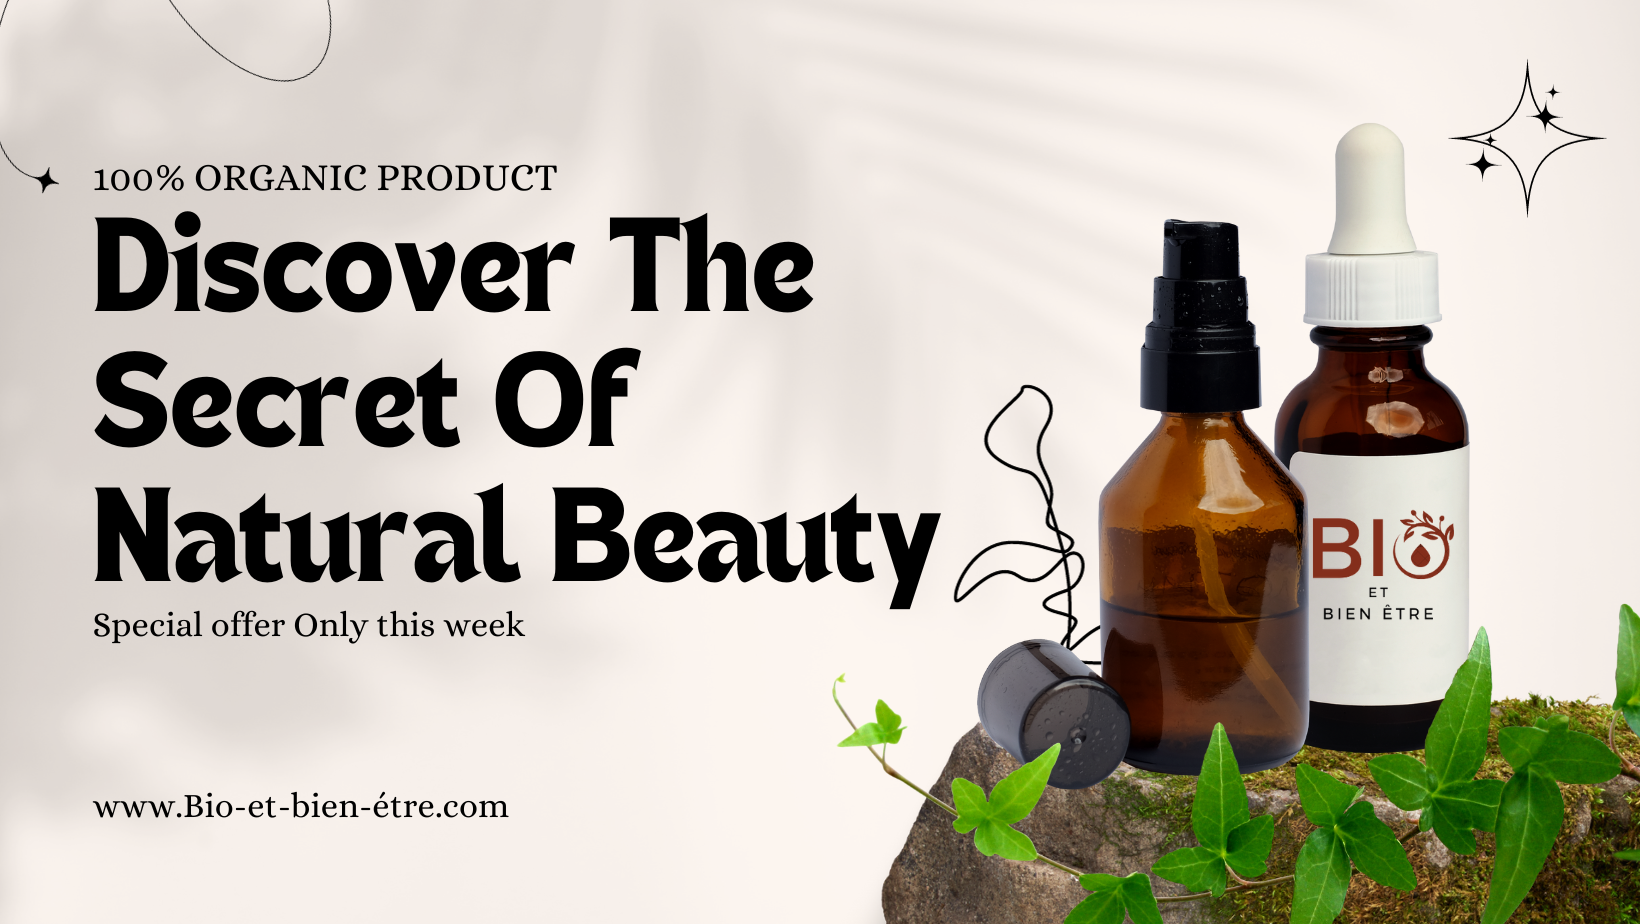 100% ORGANIC PRODUCT
Discover The
Secret Of
Natural Beauty
Special offer Only this week
www.Bio-et-bien-étre.com
BIO
ET
BIEN ÊTRE